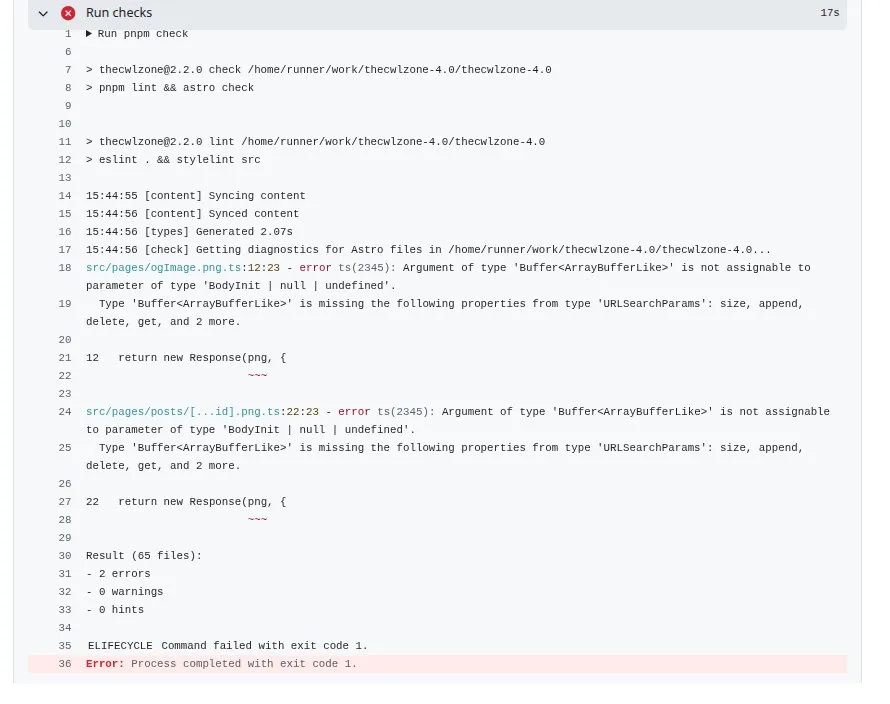 Run checks 17s
1 Run pnpm check
6
7 > thecwlzone@2.2.0 check /home/runner/work/thecwlzone-4.0/thecwlzone-4.0
8 > pnpm lint && astro check
9
10
11 > thecwlzone@2.2.0 lint /home/runner/work/thecwlzone-4.0/thecwlzone-4.0
12 > eslint . && stylelint src
13
14 15:44:55 [content] Syncing content
15 15:44:56 [content] Synced content
16 15:44:56 [types] Generated 2.07s
17 15:44:56 [check] Getting diagnostics for Astro files in /home/runner/work/thecwlzone-4.0/thecwlzone-4.0...
18 src/pages/ogImage.png.ts:12:23 - error ts(2345): Argument of type 'Buffer<ArrayBufferLike>' is not assignable to
parameter of type 'BodyInit | null | undefined'.
19 Type 'Buffer<ArrayBufferLike>' is missing the following properties from type 'URLSearchParams': size, append,
delete, get, and 2 more.
20
21 12 return new Response(png, {
22 ~~~
23
24 src/pages/posts/[...id].png.ts:22:23 - error ts(2345): Argument of type 'Buffer<ArrayBufferLike>' is not assignable
to parameter of type 'BodyInit | null | undefined'.
25 Type 'Buffer<ArrayBufferLike>' is missing the following properties from type 'URLSearchParams': size, append,
delete, get, and 2 more.
26
27 22 return new Response(png, {
28 ~~~
29
30 Result (65 files):
31 - 2 errors
32 - 0 warnings
33 - 0 hints
34
35 ELIFECYCLE Command failed with exit code 1.
36 Error: Process completed with exit code 1.